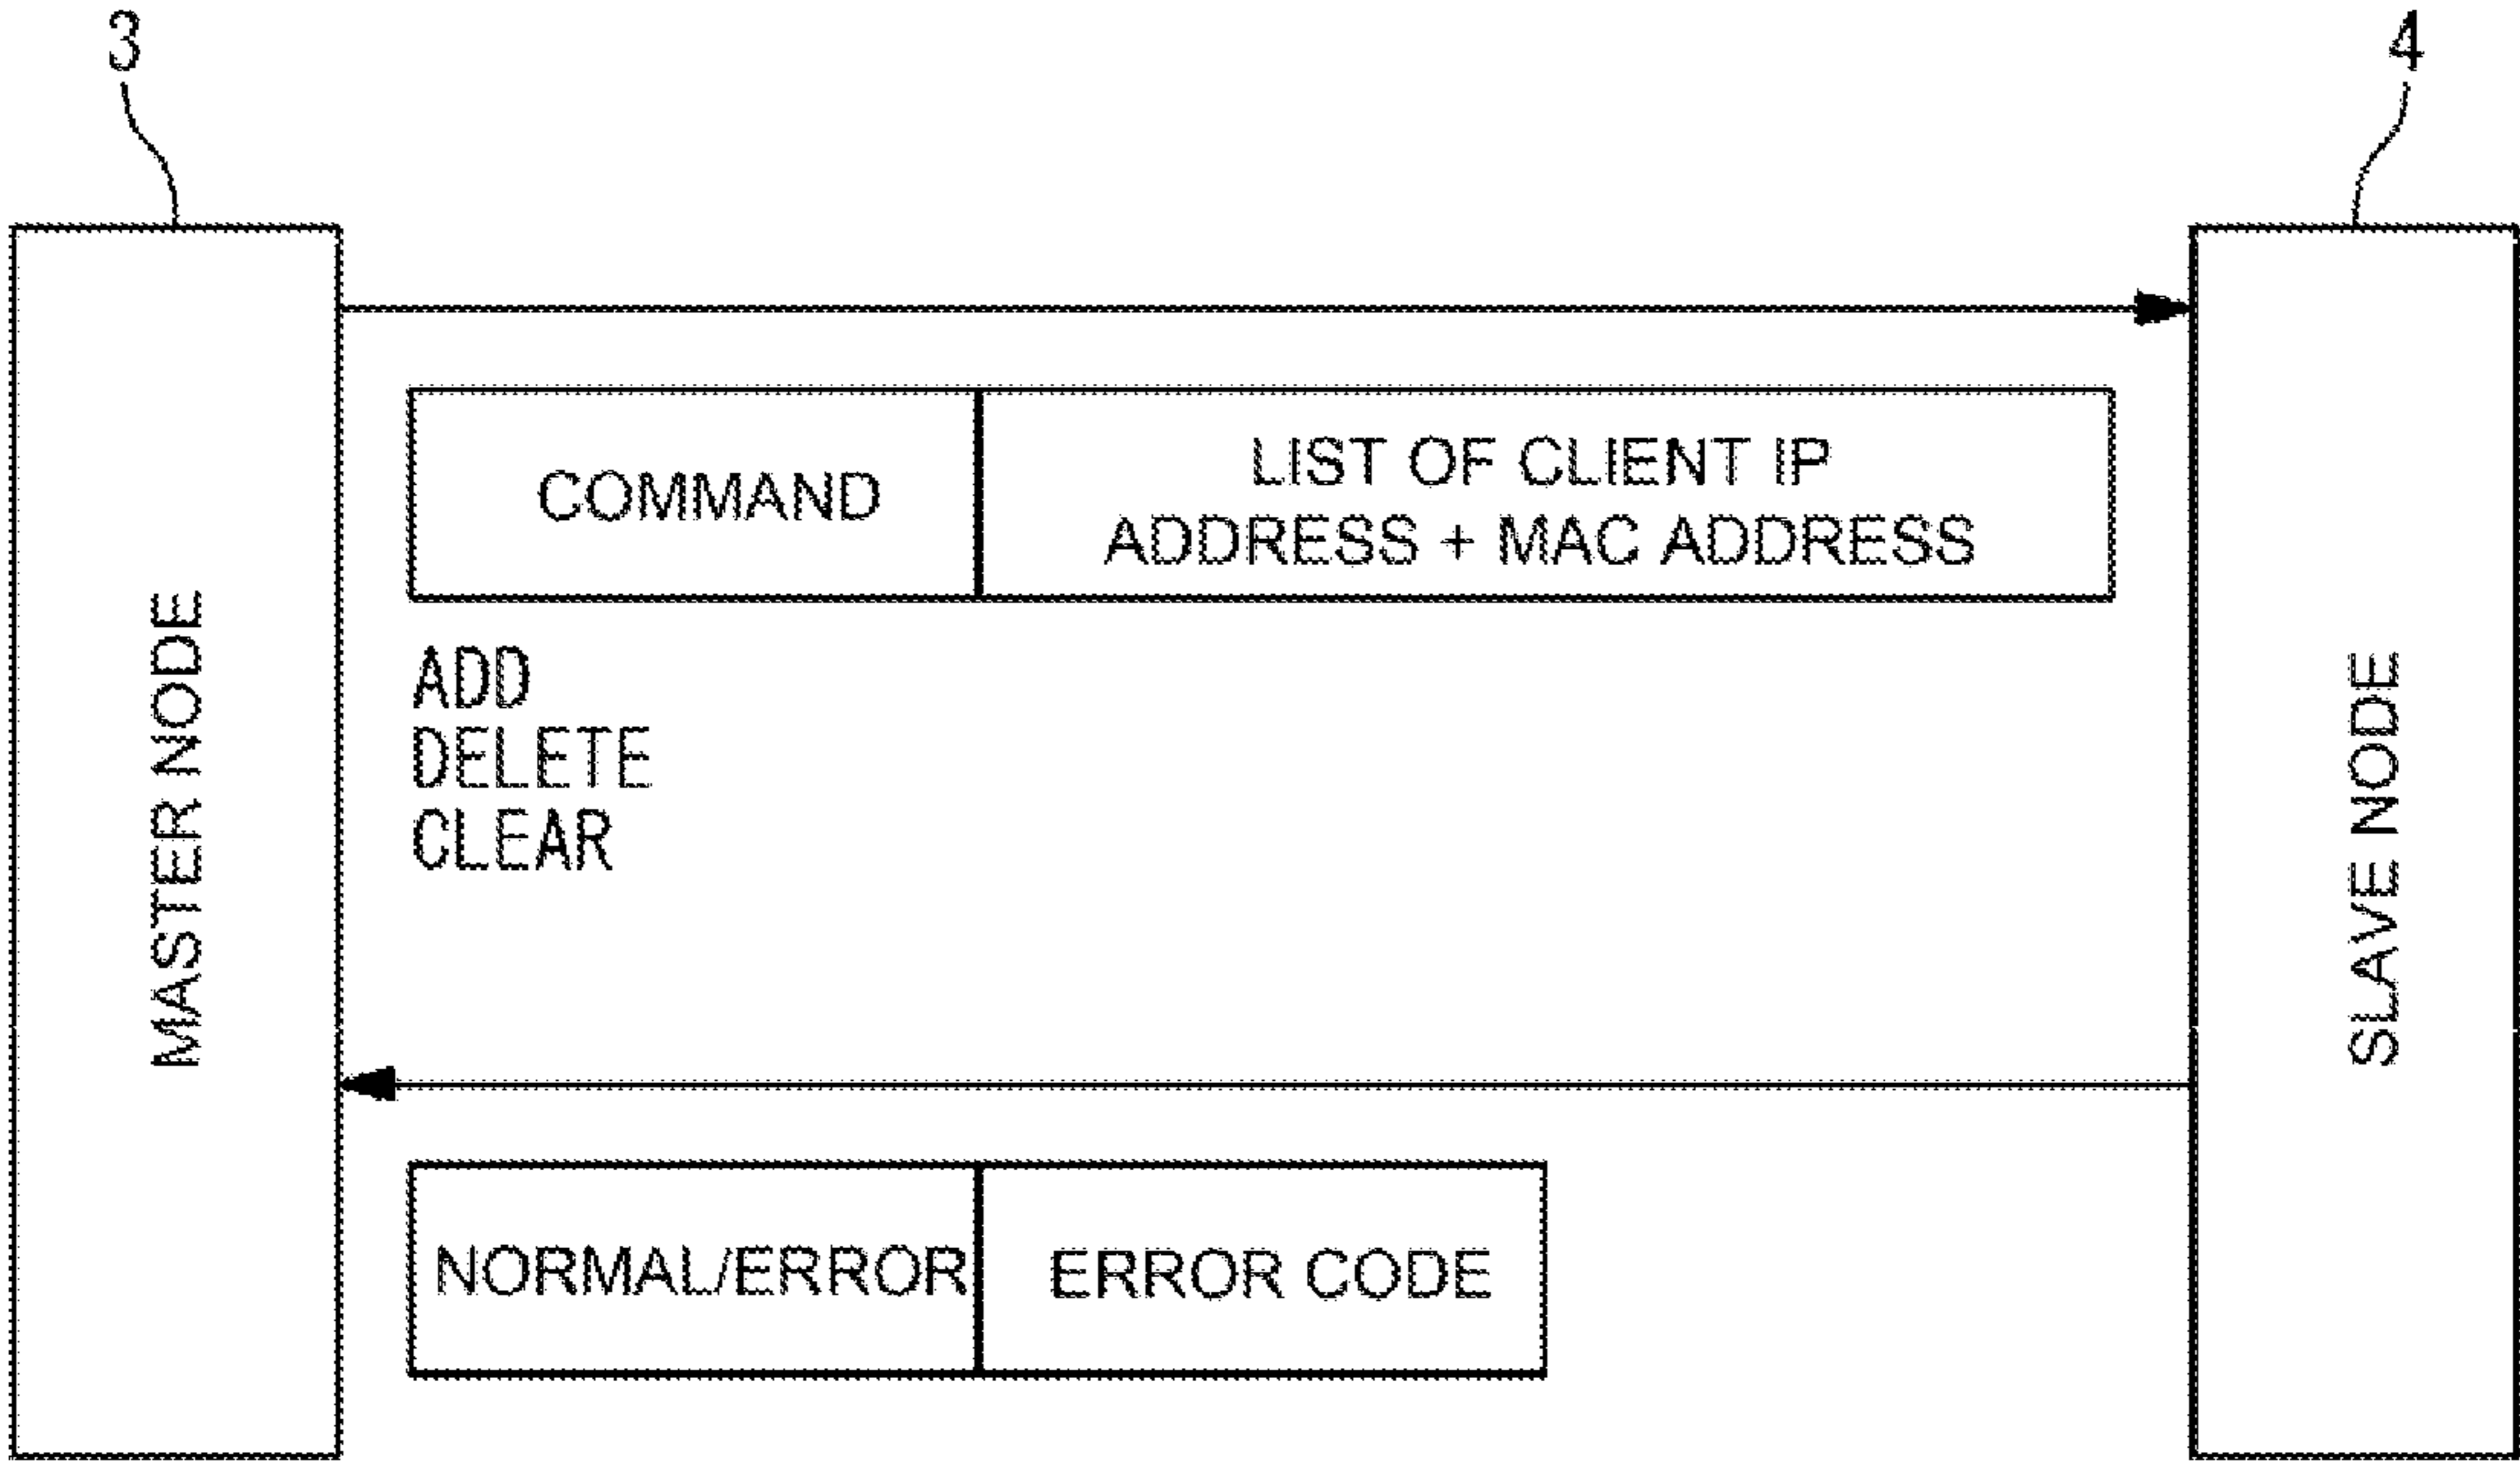 3
4
MASTER NODE
COMMAND
LIST OF CLIENT IP
ADDRESS + MAC ADDRESS
ADD
DELETE
CLEAR
NORMAL/ERROR
ERROR CODE
SLAVE NODE